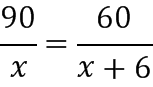 90/x = 60/(x + 6)